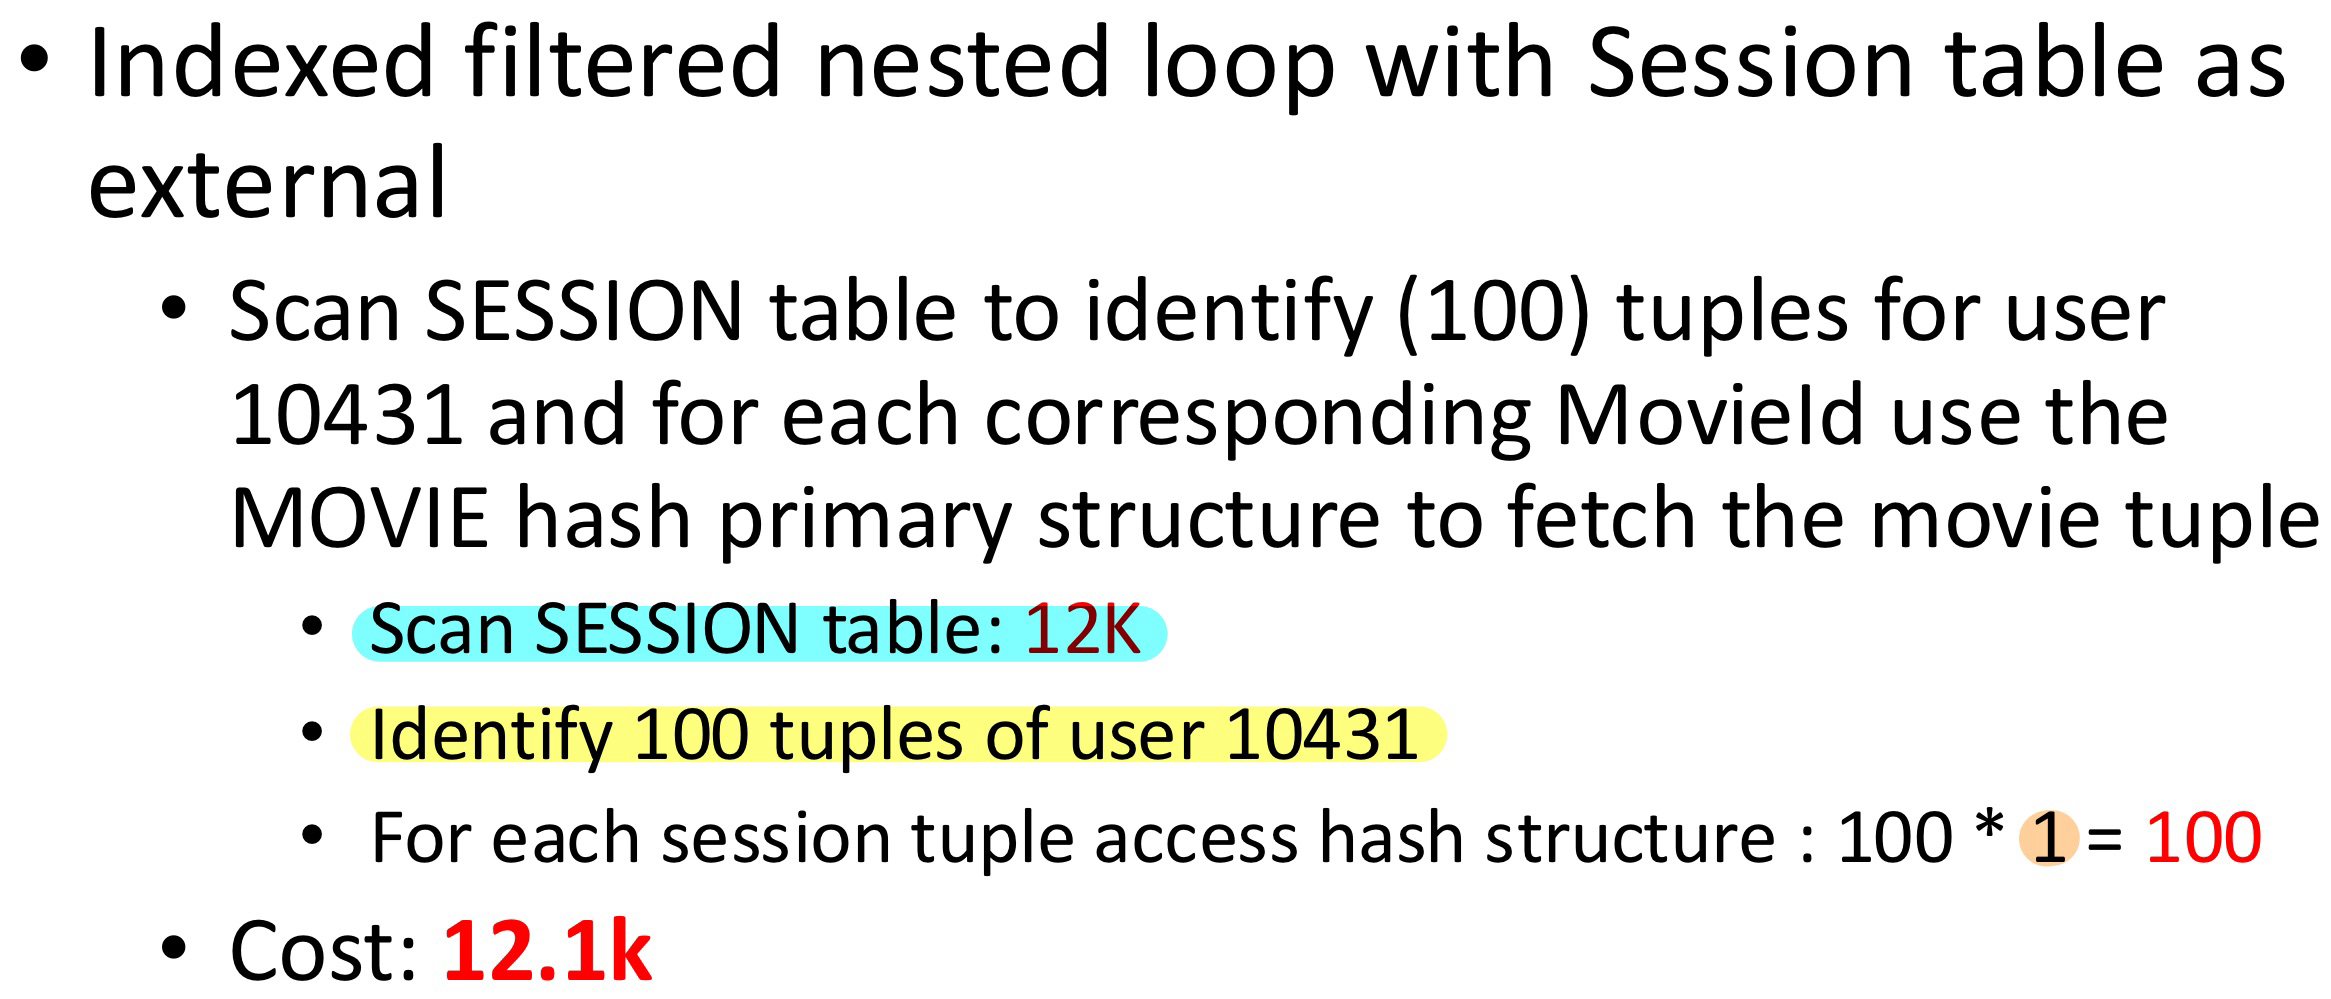 • Indexed filtered nested loop with Session table as
external
• Scan SESSION table to identify (100) tuples for user
10431 and for each corresponding MovieId use the
MOVIE hash primary structure to fetch the movie tuple
• Scan SESSION table: 12K
• Identify 100 tuples of user 10431
• For each session tuple access hash structure : 100 * 1 = 100
• Cost: 12.1k